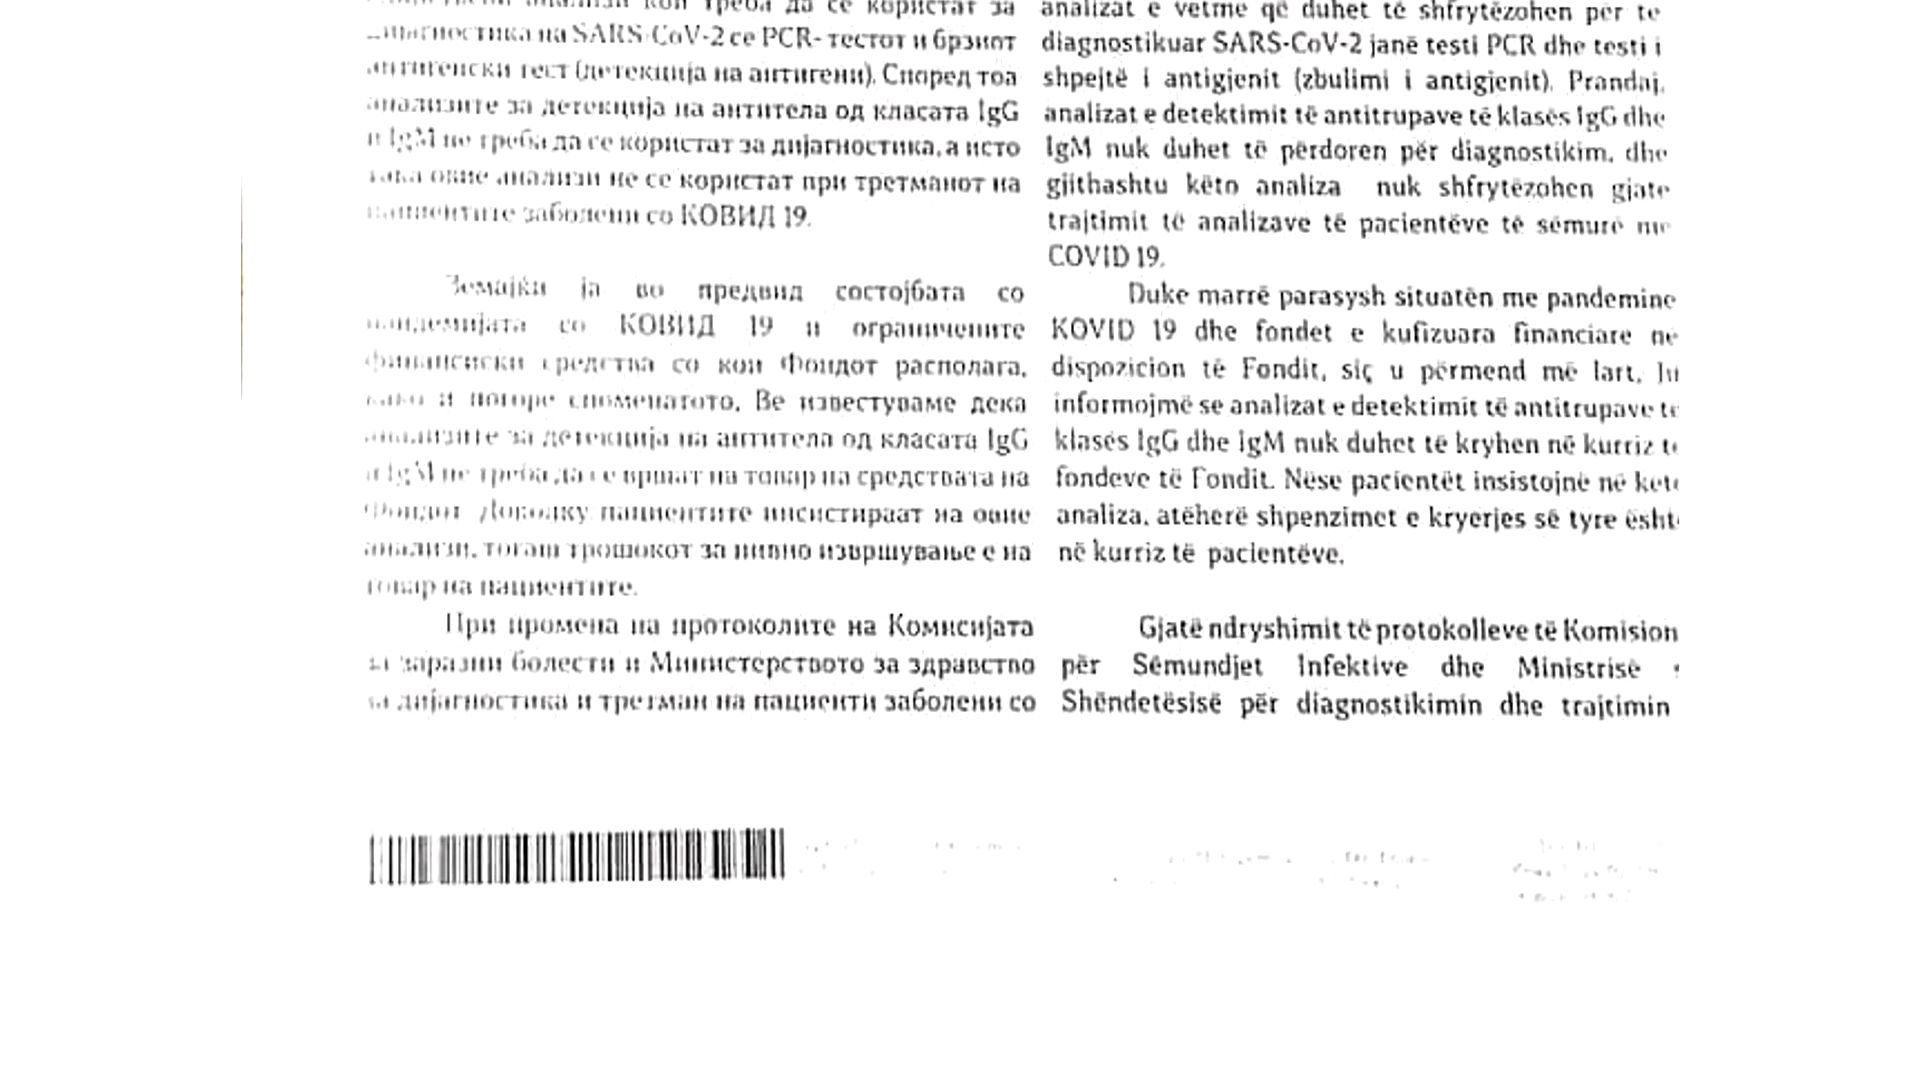 треба да се користат за
дијагностика на SARS-CoV-2 се PCR- тестот и брзиот
антигенски тест (детекција на антигени). Според тоа
анализите за детекција на антитела од класата IgG
и IgM не треба да се користат за дијагностика, а исто
така овие анализи не се користат при третманот на
пациентите заболени со КОВИД 19.
Земајќи ја во предвид состојбата со
пандемијата со КОВИД 19 и ограничените
финансиски средства со кои Фондот располага,
како и погоре споменатото, Ве известуваме дека
анализите за детекција на антитела од класата IgG
и IgM не треба да се вршат на товар на средствата на
Фондот. Доколку пациентите инсистираат на овие
анализи, тогаш трошокот за нивно извршување е на
товар на пациентите.
При промена на протоколите на Комисијата
за заразни болести и Министерството за здравство
за дијагностика и третман на пациенти заболени со
analizat e vetme që duhet të shfrytëzohen për të
diagnostikuar SARS-CoV-2 janë testi PCR dhe testi i
shpejtë i antigjenit (zbulimi i antigjenit). Prandaj,
analizat e detektimit të antitrupave të klasës IgG dhe
IgM nuk duhet të përdoren për diagnostikim, dhe
gjithashtu këto analiza nuk shfrytëzohen gjatë
trajtimit të analizave të pacientëve të sëmurë me
COVID 19.
Duke marrë parasysh situatën me pandeminë
KOVID 19 dhe fondet e kufizuara financiare në
dispozicion të Fondit, siç u përmend më lart, Ju
informojmë se analizat e detektimit të antitrupave të
klasës IgG dhe IgM nuk duhet të kryhen në kurriz të
fondeve të Fondit. Nëse pacientët insistojnë në këto
analiza, atëherë shpenzimet e kryerjes së tyre është
në kurriz të pacientëve.
Gjatë ndryshimit të protokolleve të Komision
për Sëmundjet Infektive dhe Ministrisë
Shëndetësisë për diagnostikimin dhe trajtimin